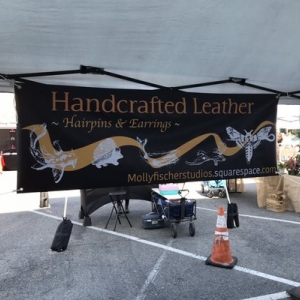 Handcrafted Leather
~ Hairpins & Earrings ~
Mollyfischerstudios.squarespace.com